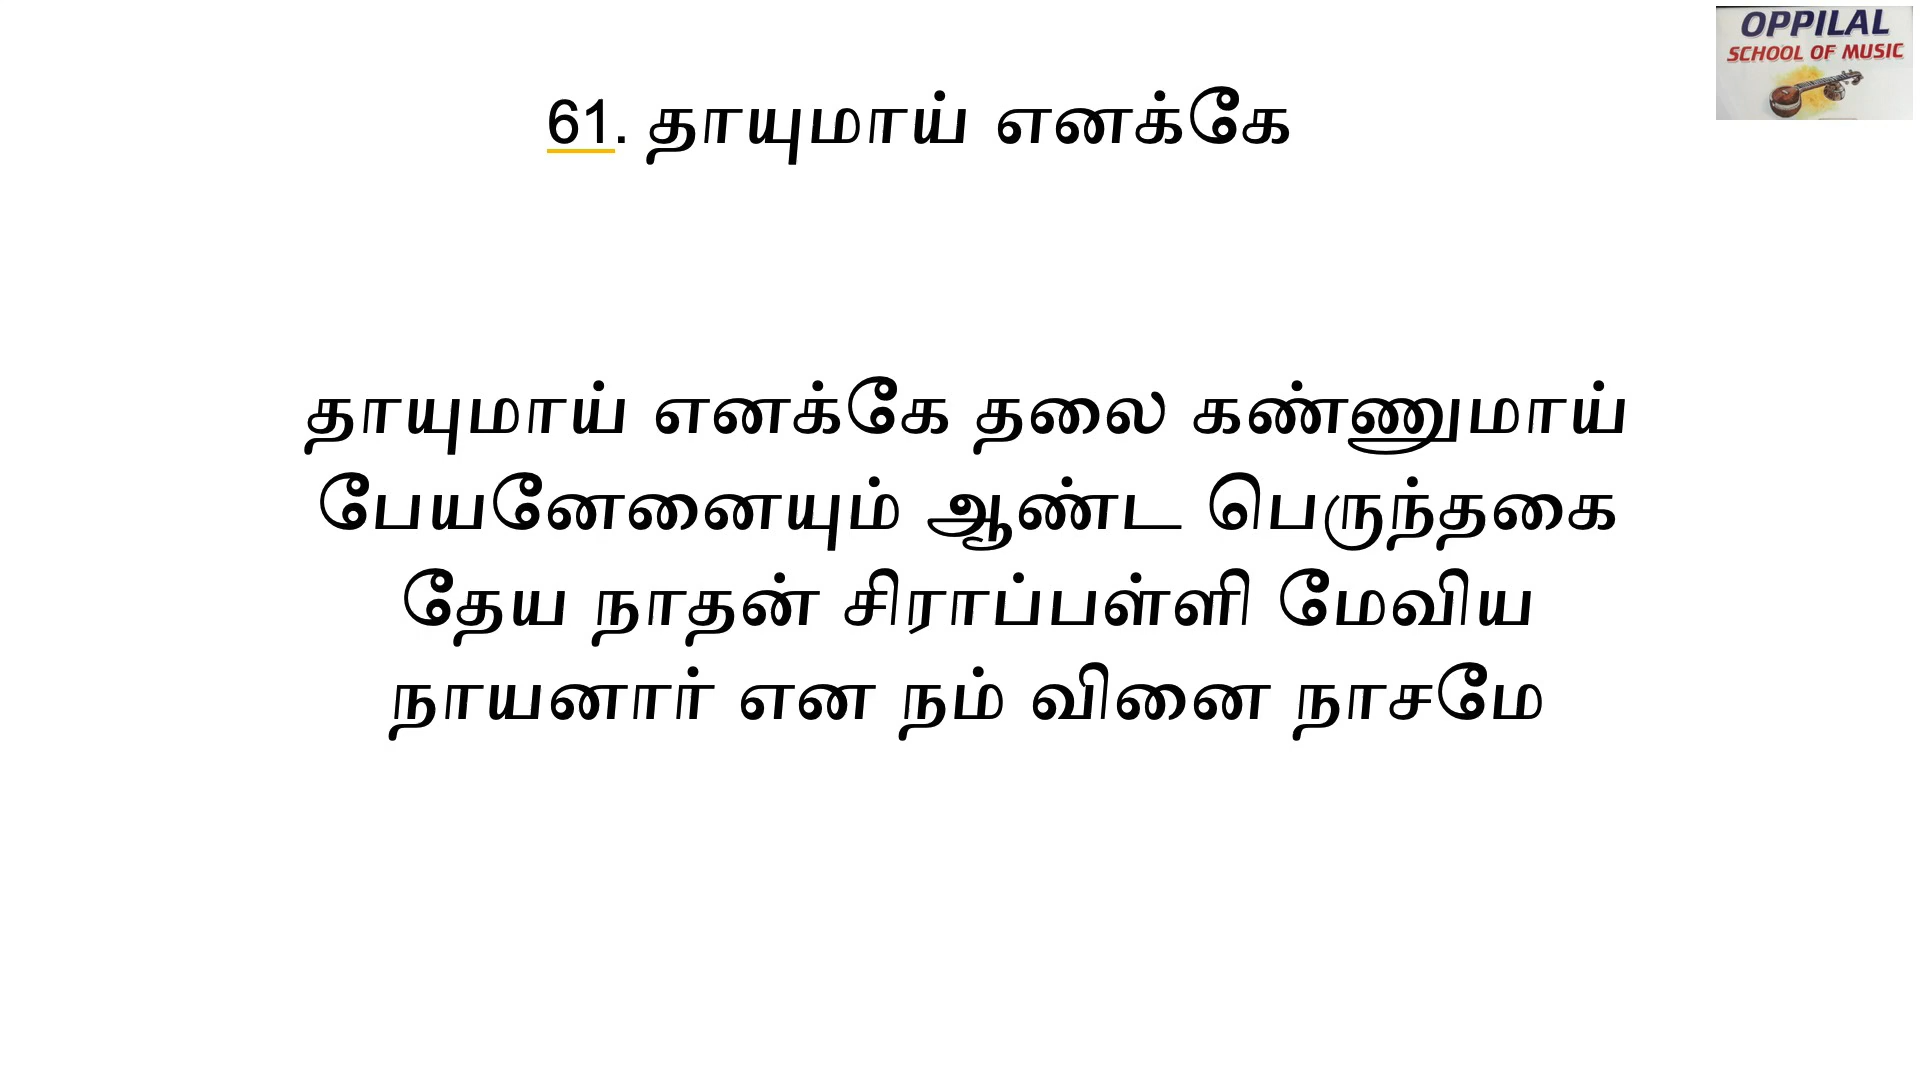 OPPILAL
SCHOOL OF MUSIC
61. தாயுமாய் எனக்கே
தாயுமாய் எனக்கே தலை கண்ணுமாய்
பேயனேனையும் ஆண்ட பெருந்தகை
தேய நாதன் சிராப்பள்ளி மேவிய
நாயனார் என நம் வினை நாசமே